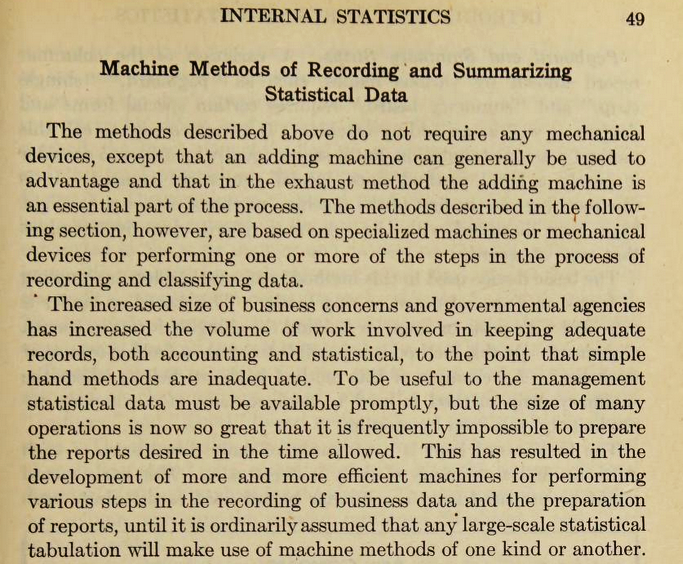 INTERNAL STATISTICS 49
Machine Methods of Recording and Summarizing
Statistical Data
The methods described above do not require any mechanical
devices, except that an adding machine can generally be used to
advantage and that in the exhaust method the adding machine is
an essential part of the process. The methods described in the follow-
ing section, however, are based on specialized machines or mechanical
devices for performing one or more of the steps in the process of
recording and classifying data.
The increased size of business concerns and governmental agencies
has increased the volume of work involved in keeping adequate
records, both accounting and statistical, to the point that simple
hand methods are inadequate. To be useful to the management
statistical data must be available promptly, but the size of many
operations is now so great that it is frequently impossible to prepare
the reports desired in the time allowed. This has resulted in the
development of more and more efficient machines for performing
various steps in the recording of business data and the preparation
of reports, until it is ordinarily assumed that any large-scale statistical
tabulation will make use of machine methods of one kind or another.